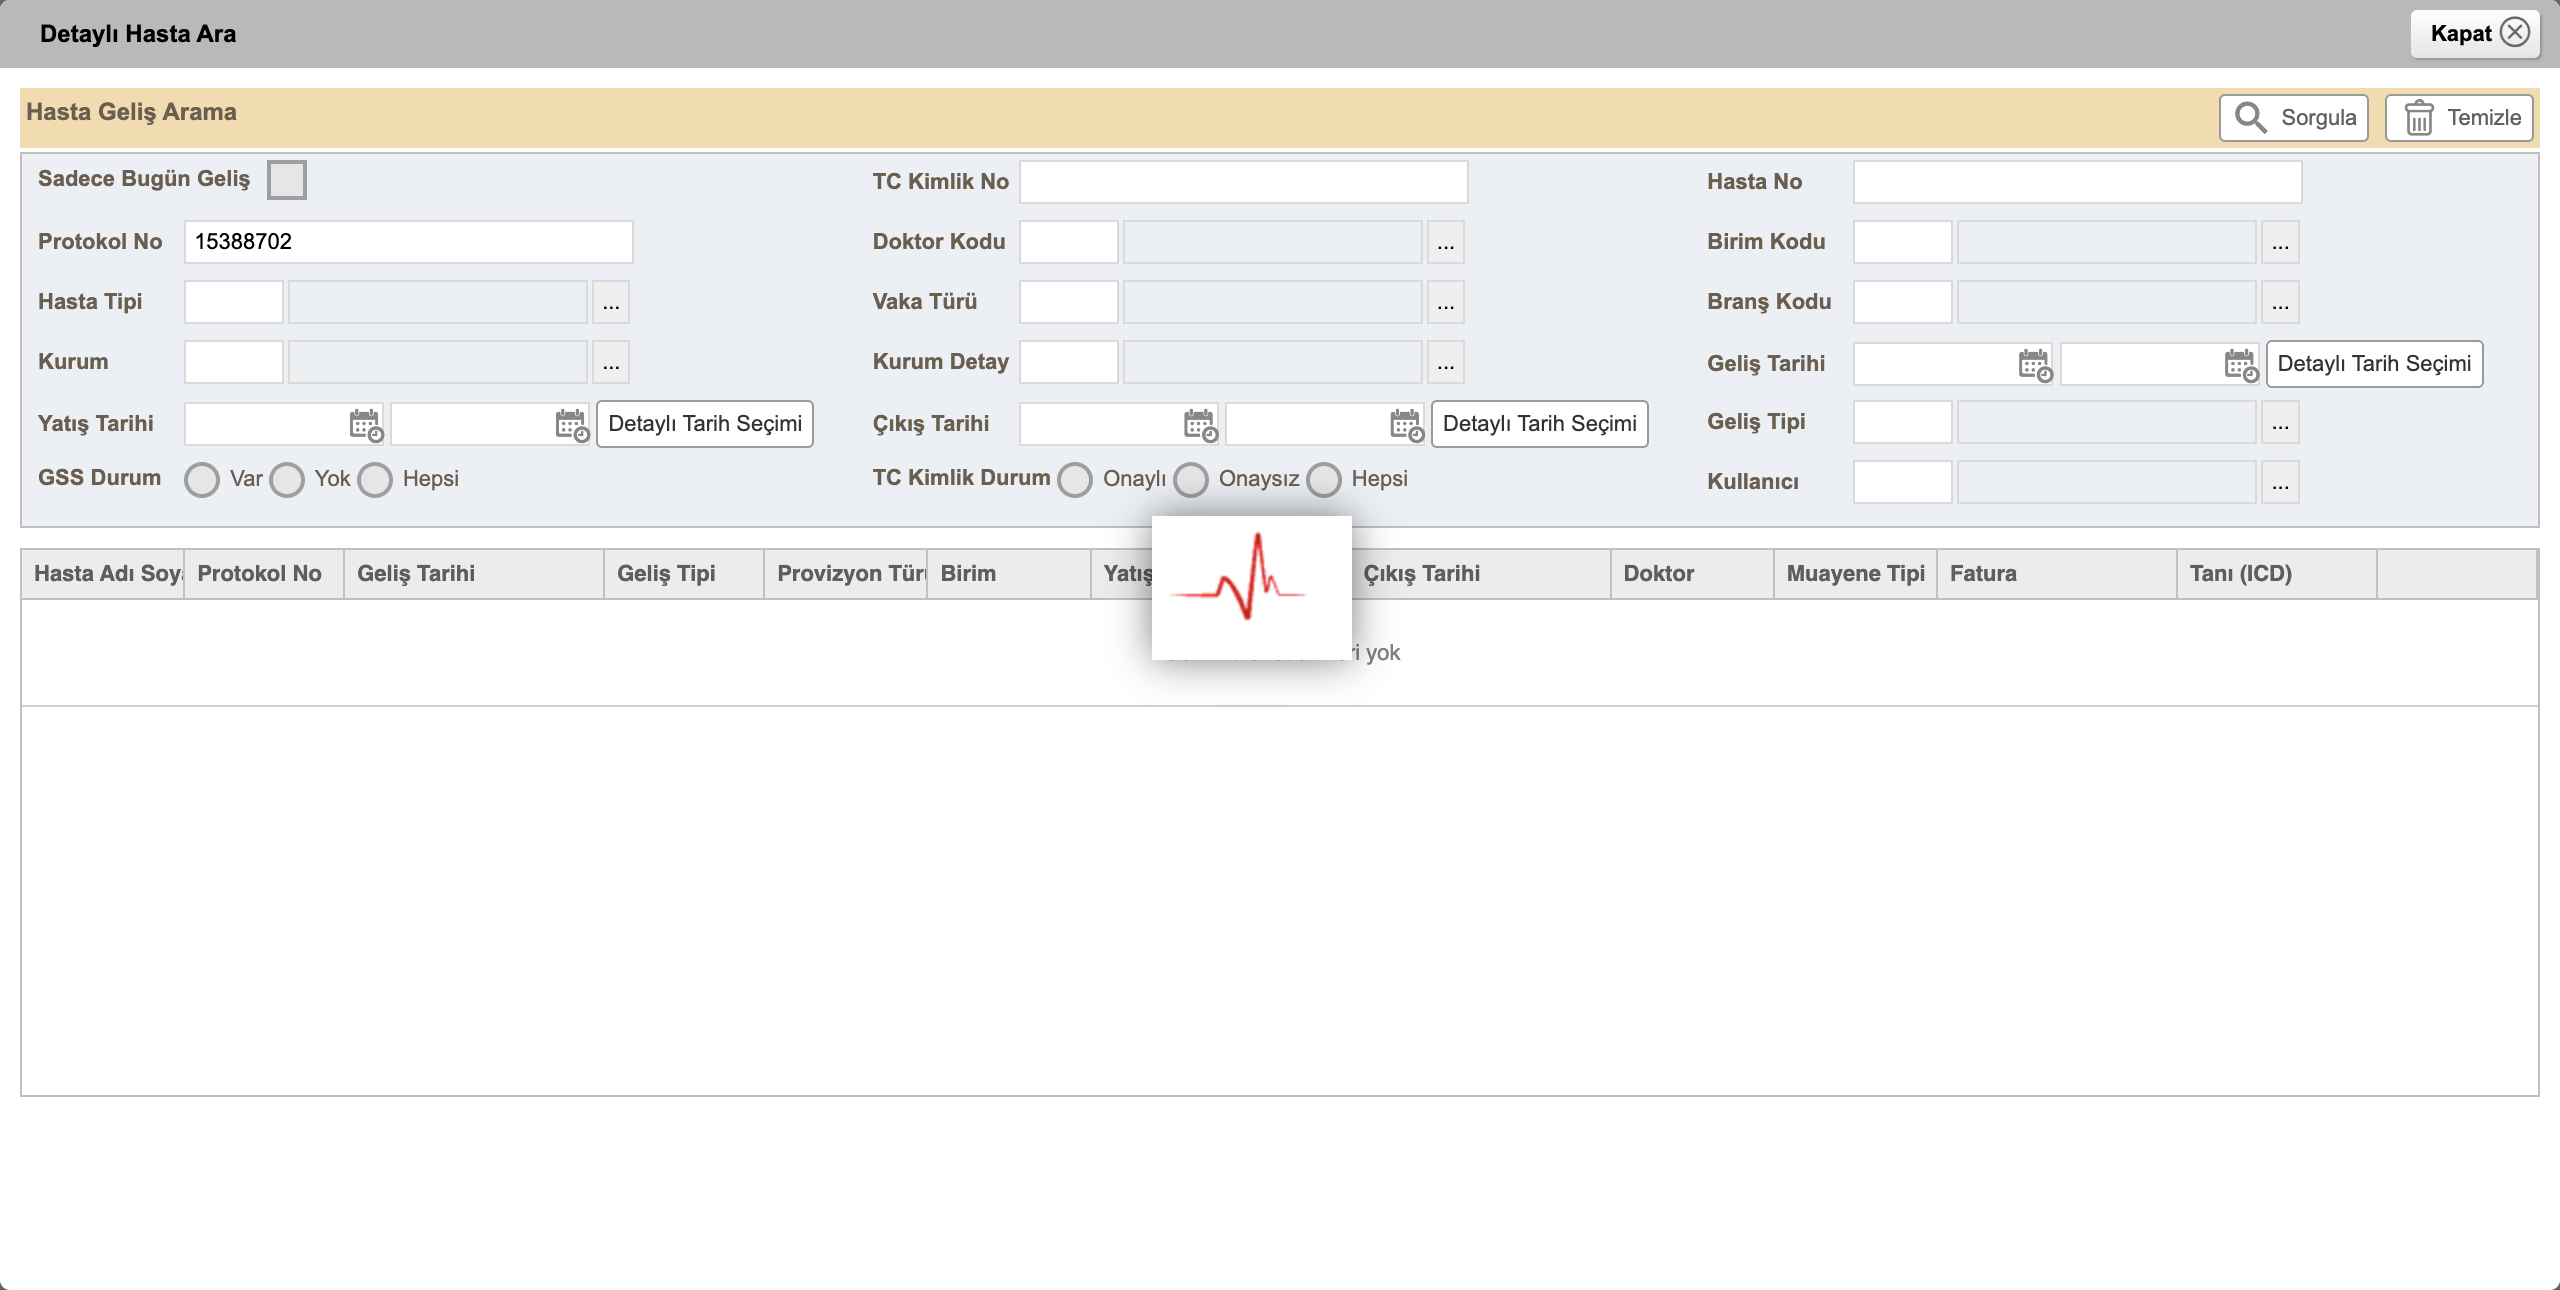 Detaylı Hasta Ara
Kapat
Hasta Geliş Arama
Sorgula
Temizle
Sadece Bugün Geliş
TC Kimlik No
Hasta No
Protokol No 15388702
Doktor Kodu ...
Birim Kodu ...
Hasta Tipi ...
Vaka Türü ...
Branş Kodu ...
Kurum ...
Kurum Detay ...
Geliş Tarihi Detaylı Tarih Seçimi
Yatış Tarihi Detaylı Tarih Seçimi
Çıkış Tarihi Detaylı Tarih Seçimi
Geliş Tipi ...
GSS Durum Var Yok Hepsi
TC Kimlik Durum Onaylı Onaysız Hepsi
Kullanıcı ...
Hasta Adı Soy Protokol No Geliş Tarihi Geliş Tipi Provizyon Tür Birim Yatış Çıkış Tarihi Doktor Muayene Tipi Fatura Tanı (ICD)
yok